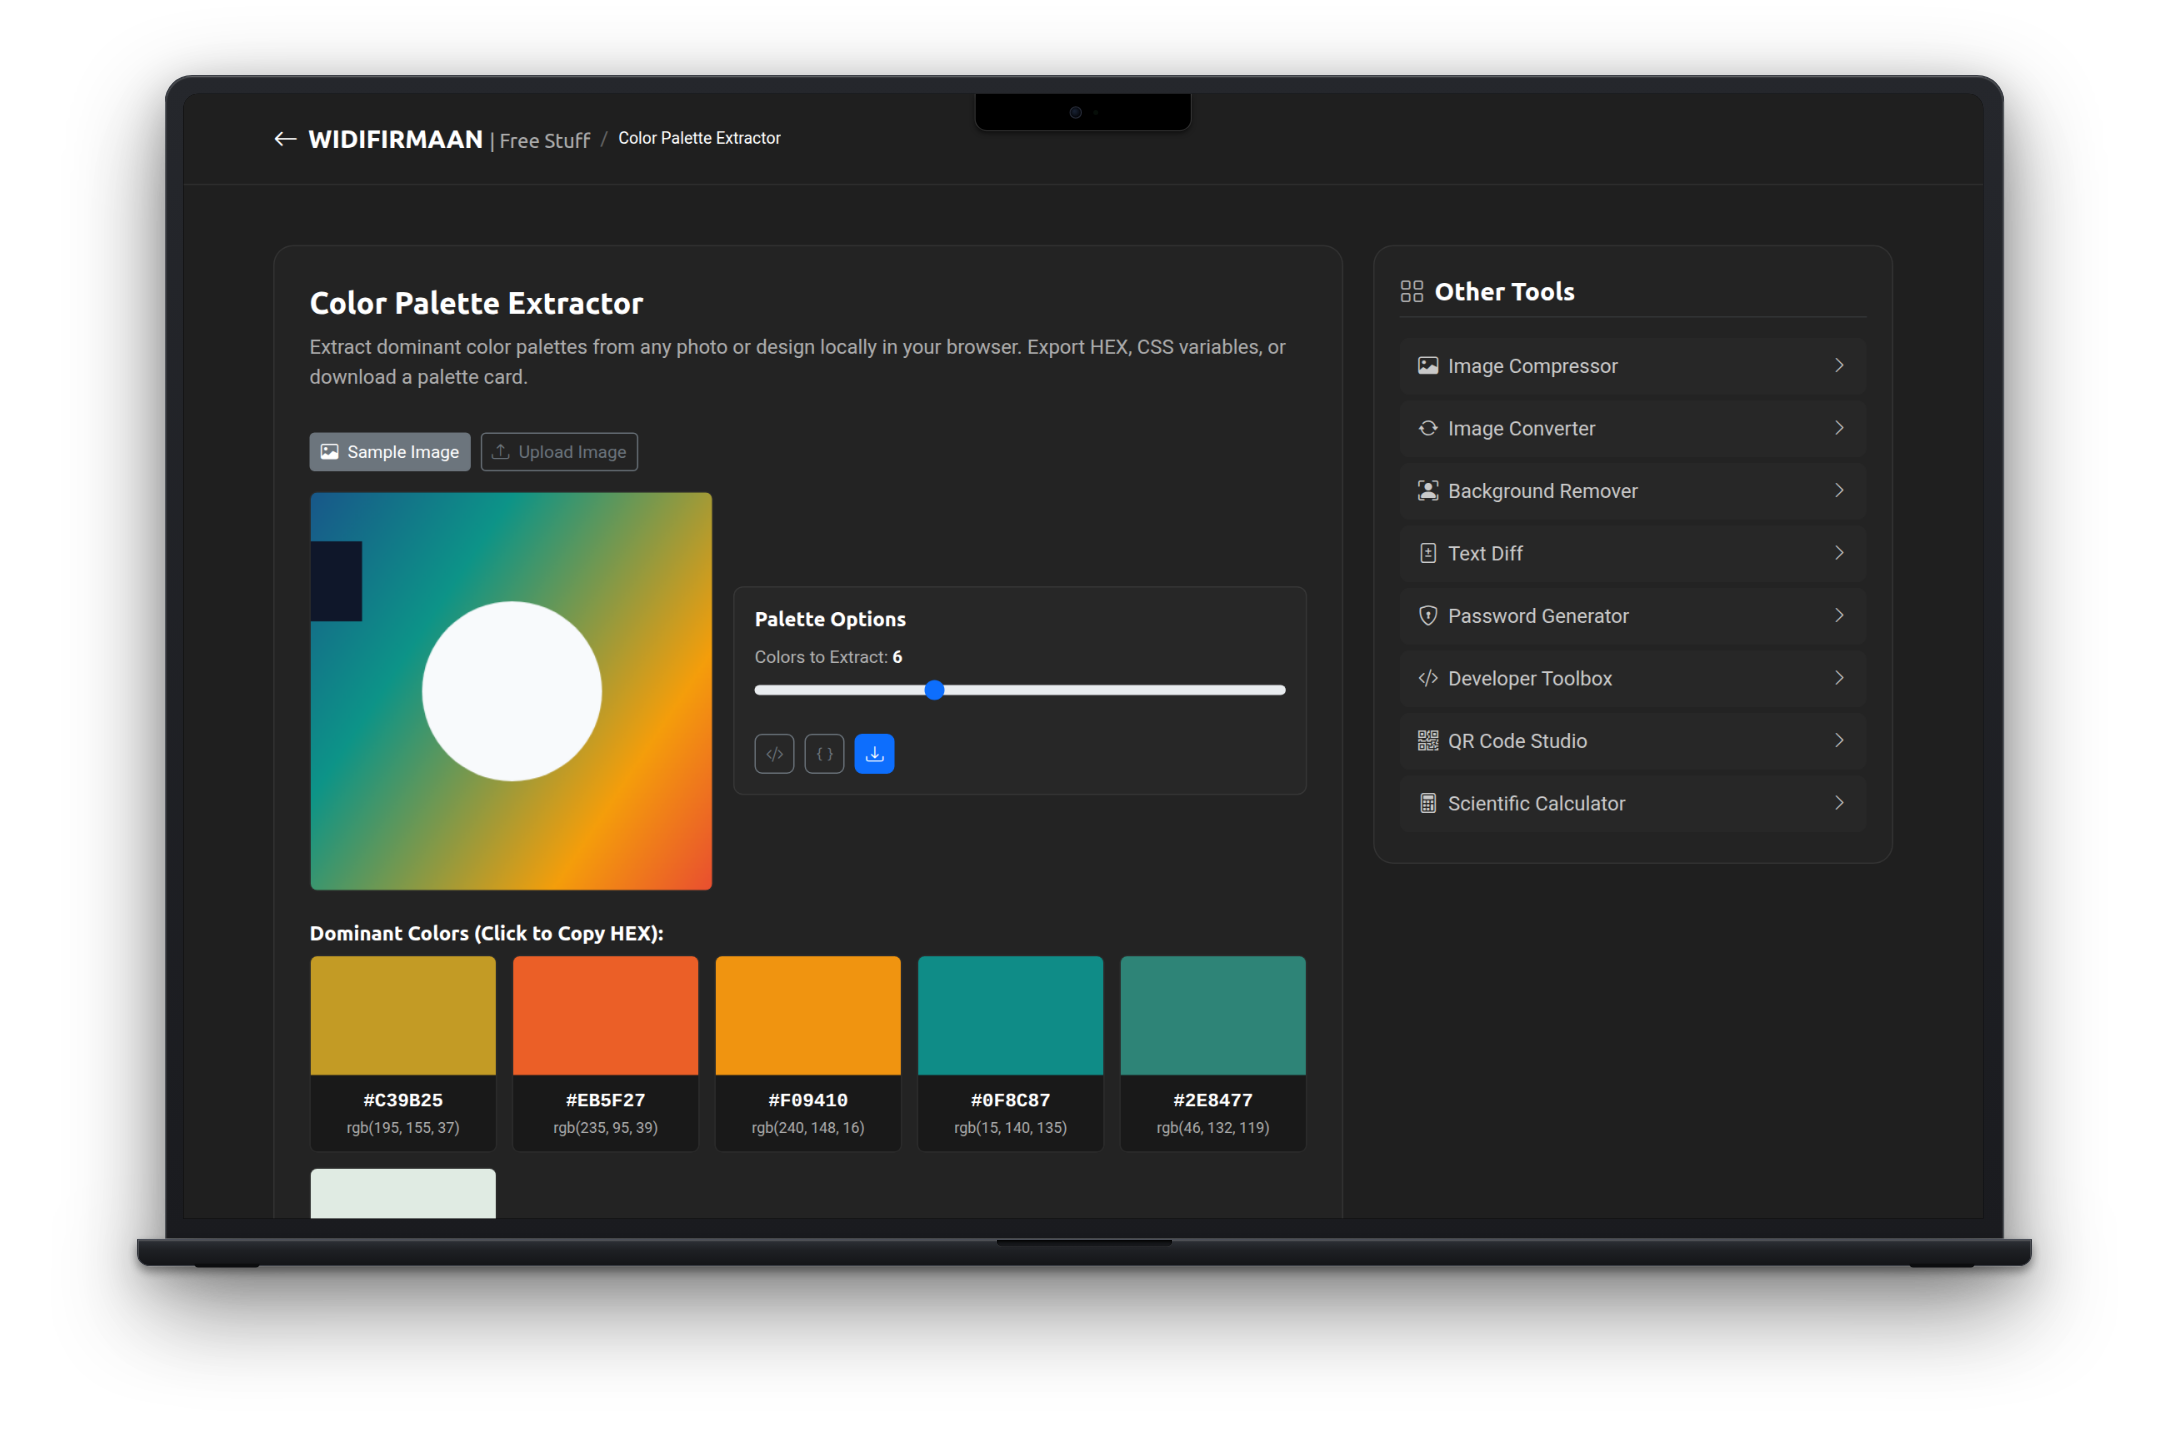 WIDIFIRMAAN | Free Stuff / Color Palette Extractor
Color Palette Extractor
Extract dominant color palettes from any photo or design locally in your browser. Export HEX, CSS variables, or
download a palette card.
Sample Image
Upload Image
Palette Options
Colors to Extract: 6
Dominant Colors (Click to Copy HEX):
#C39B25
rgb(195, 155, 37)
#EB5F27
rgb(235, 95, 39)
#F09410
rgb(240, 148, 16)
#0F8C87
rgb(15, 140, 135)
#2E8477
rgb(46, 132, 119)
Other Tools
Image Compressor
Image Converter
Background Remover
Text Diff
Password Generator
Developer Toolbox
QR Code Studio
Scientific Calculator